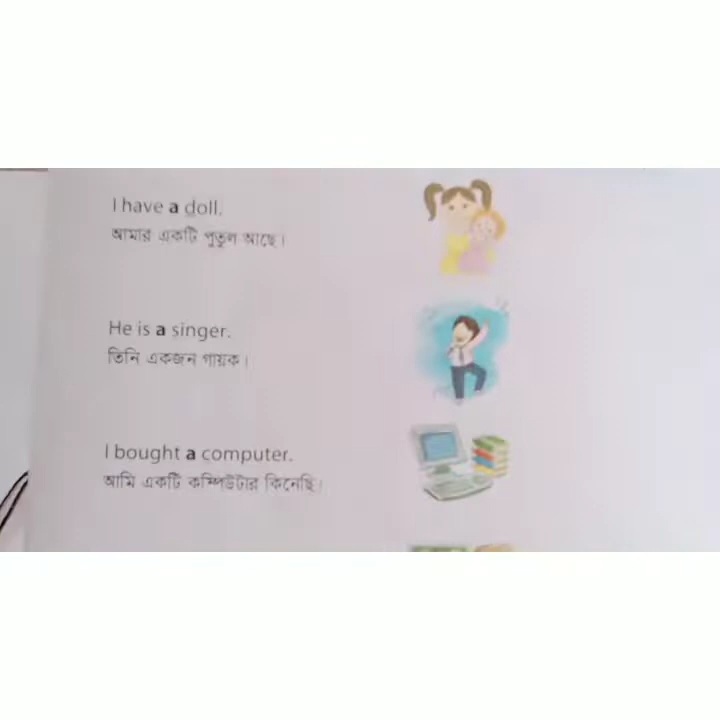 I have a doll.
আমার একটি পুতুল আছে।
He is a singer.
তিনি একজন গায়ক।
I bought a computer.
আমি একটি কম্পিউটার কিনেছি।